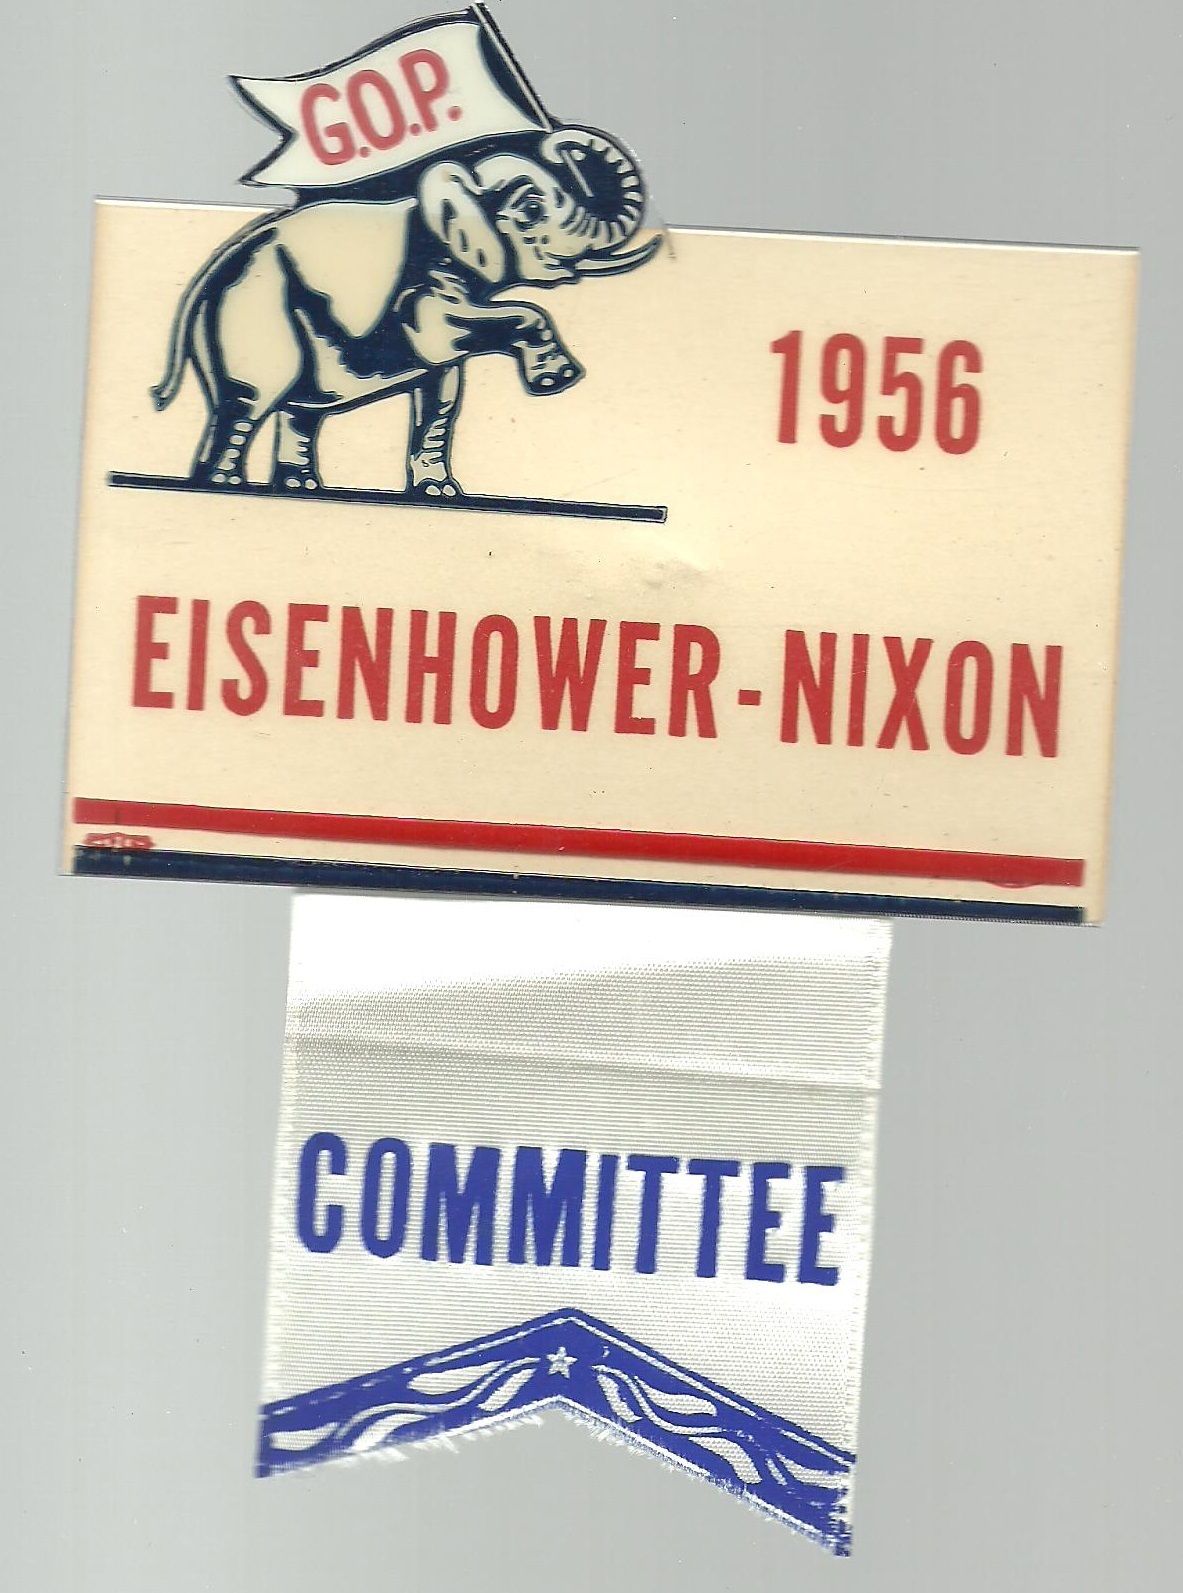 G.O.P.
1956
EISENHOWER-NIXON
COMMITTEE